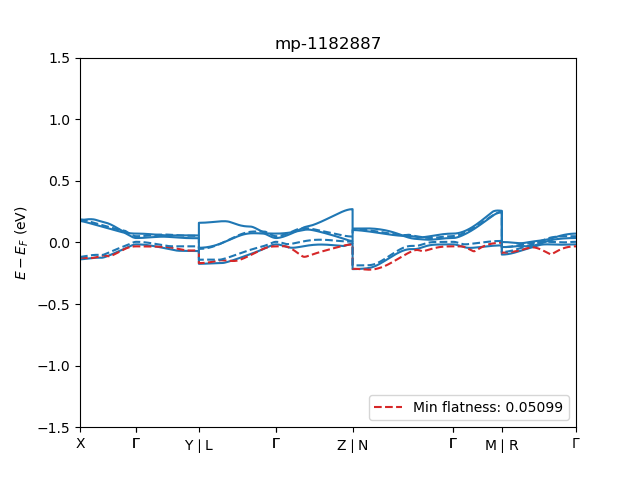 mp-1182887
1.5
1.0
0.5
0.0
−0.5
−1.0
−1.5
E − E_F (eV)
X Γ Y | L Γ Z | N Γ M | R Γ
Min flatness: 0.05099